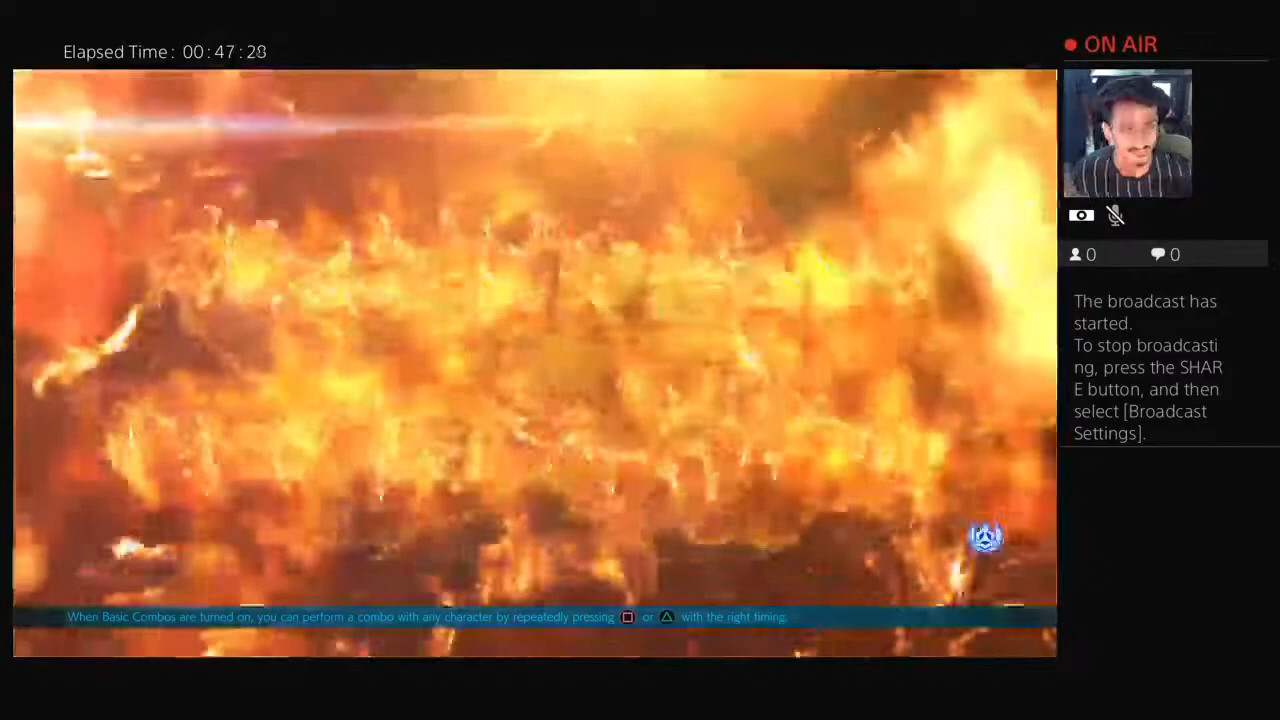 Elapsed Time: 00:47:28
ON AIR
0 0
The broadcast has
started.
To stop broadcasti
ng, press the SHAR
E button, and then
select [Broadcast
Settings].
When Basic Combos are turned on, you can perform a combo with any character by repeatedly pressing or with the right timing.